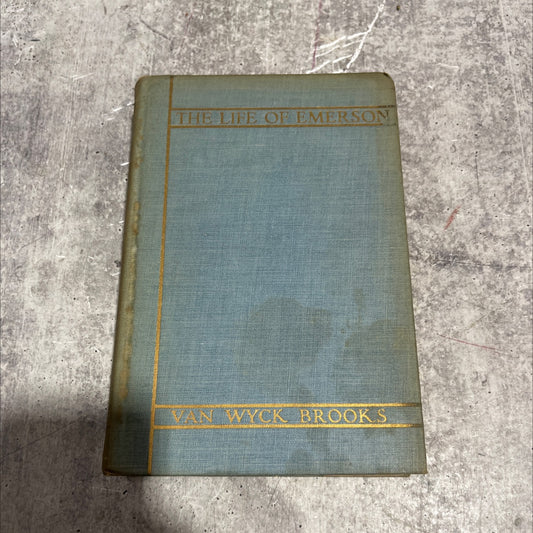 THE LIFE OF EMERSON
VAN WYCK BROOKS